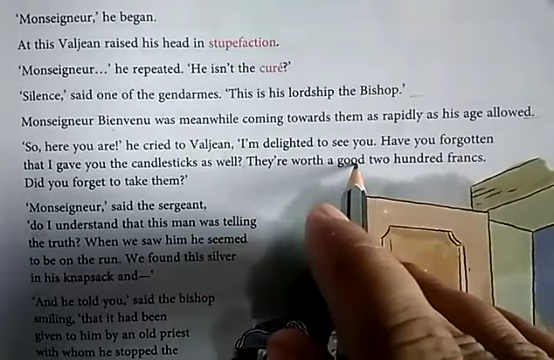 ‘Monseigneur,’ he began.
At this Valjean raised his head in stupefaction.
‘Monseigneur…’ he repeated. ‘He isn't the curé?’
‘Silence,’ said one of the gendarmes. ‘This is his lordship the Bishop.’
Monseigneur Bienvenu was meanwhile coming towards them as rapidly as his age allowed.
‘So, here you are!’ he cried to Valjean, ‘I'm delighted to see you. Have you forgotten
that I gave you the candlesticks as well? They're worth a good two hundred francs.
Did you forget to take them?’
‘Monseigneur,’ said the sergeant,
‘do I understand that this man was telling
the truth? When we saw him he seemed
to be on the run. We found this silver
in his knapsack and—’
‘And he told you,’ said the bishop
smiling, ‘that it had been
given to him by an old priest
with whom he stopped the